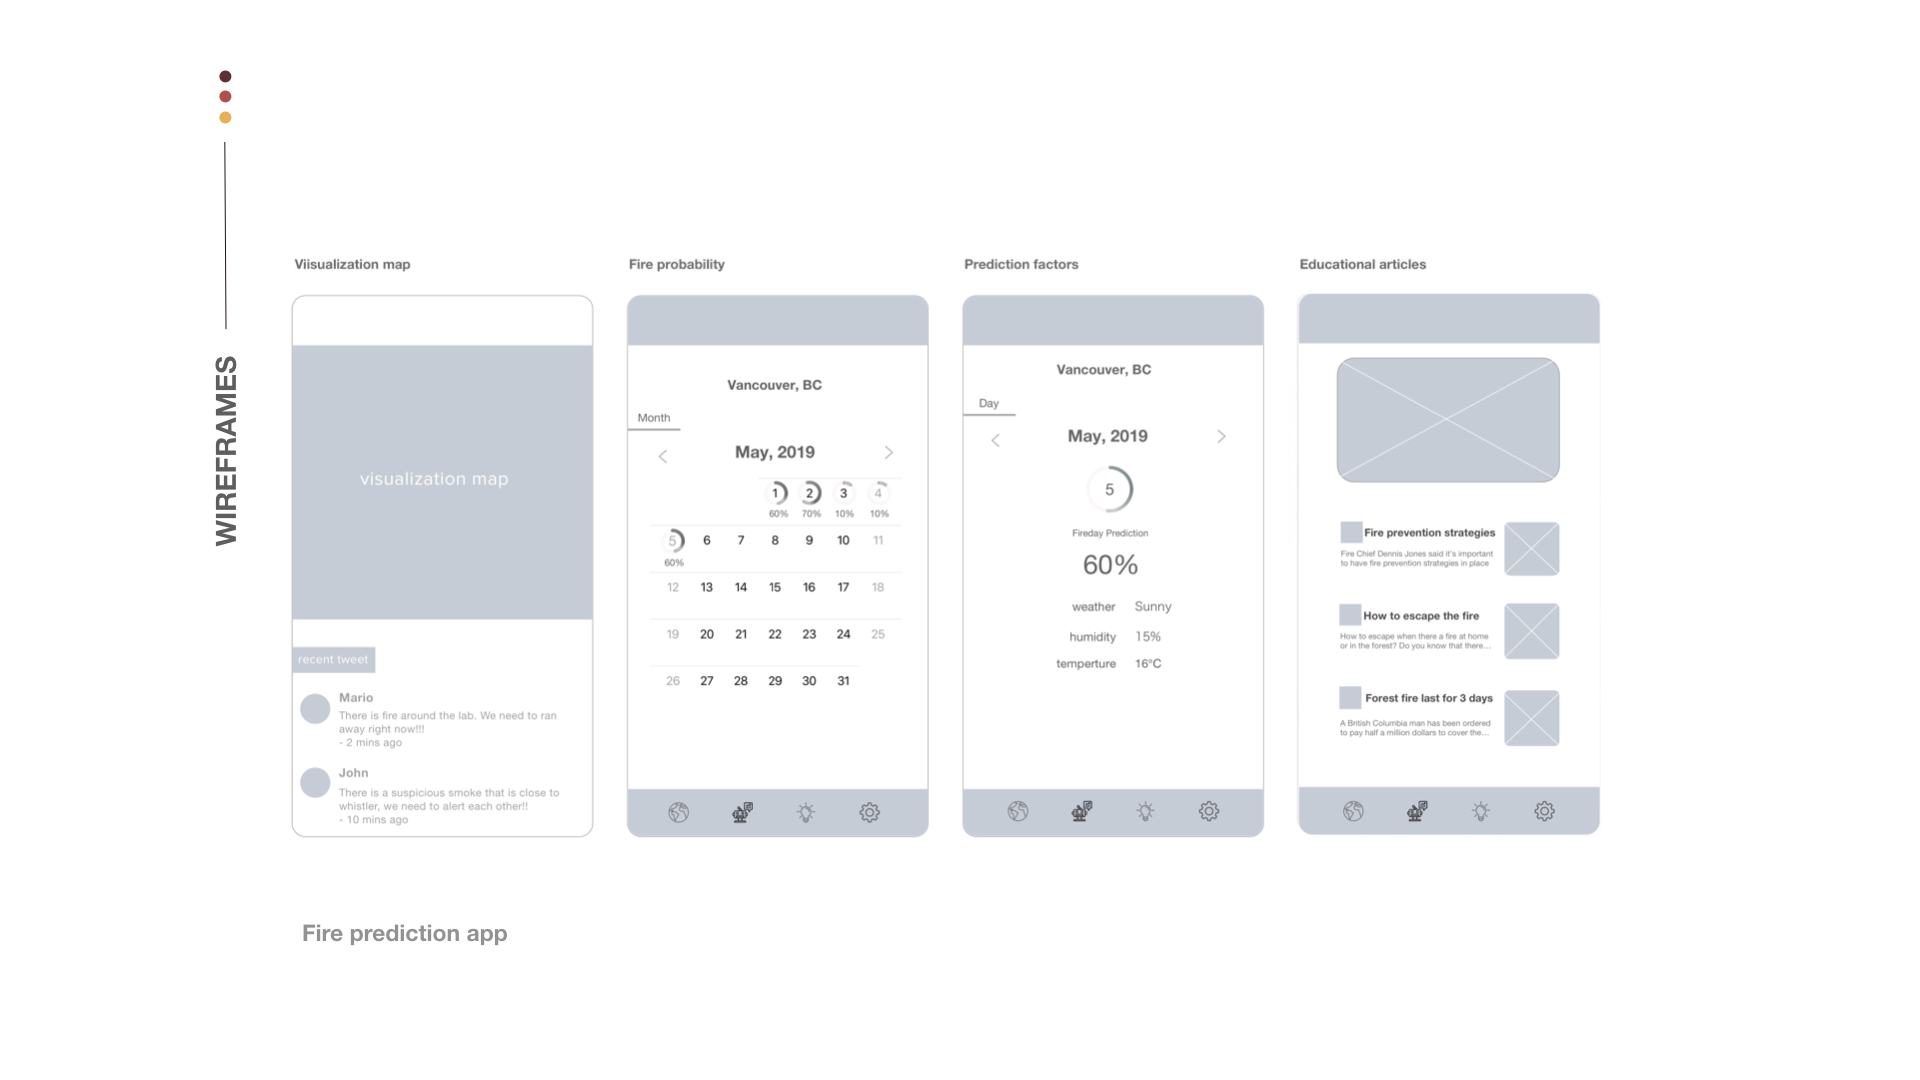 WIREFRAMES
Viisualization map
visualization map
recent tweet
Mario
There is fire around the lab. We need to ran
away right now!!!
- 2 mins ago
John
There is a suspicious smoke that is close to
whistler, we need to alert each other!!
- 10 mins ago
Fire probability
Vancouver, BC
Month
May, 2019
1 2 3 4
60% 70% 10% 10%
5 6 7 8 9 10 11
60%
12 13 14 15 16 17 18
19 20 21 22 23 24 25
26 27 28 29 30 31
Prediction factors
Vancouver, BC
Day
May, 2019
5
Fireday Prediction
60%
weather Sunny
humidity 15%
temperture 16°C
Educational articles
Fire prevention strategies
Fire Chief Dennis Jones said it's important
to have fire prevention strategies in place
How to escape the fire
How to escape when there a fire at home
or in the forest? Do you know that there...
Forest fire last for 3 days
A British Columbia man has been ordered
to pay half a million dollars to cover the...
Fire prediction app